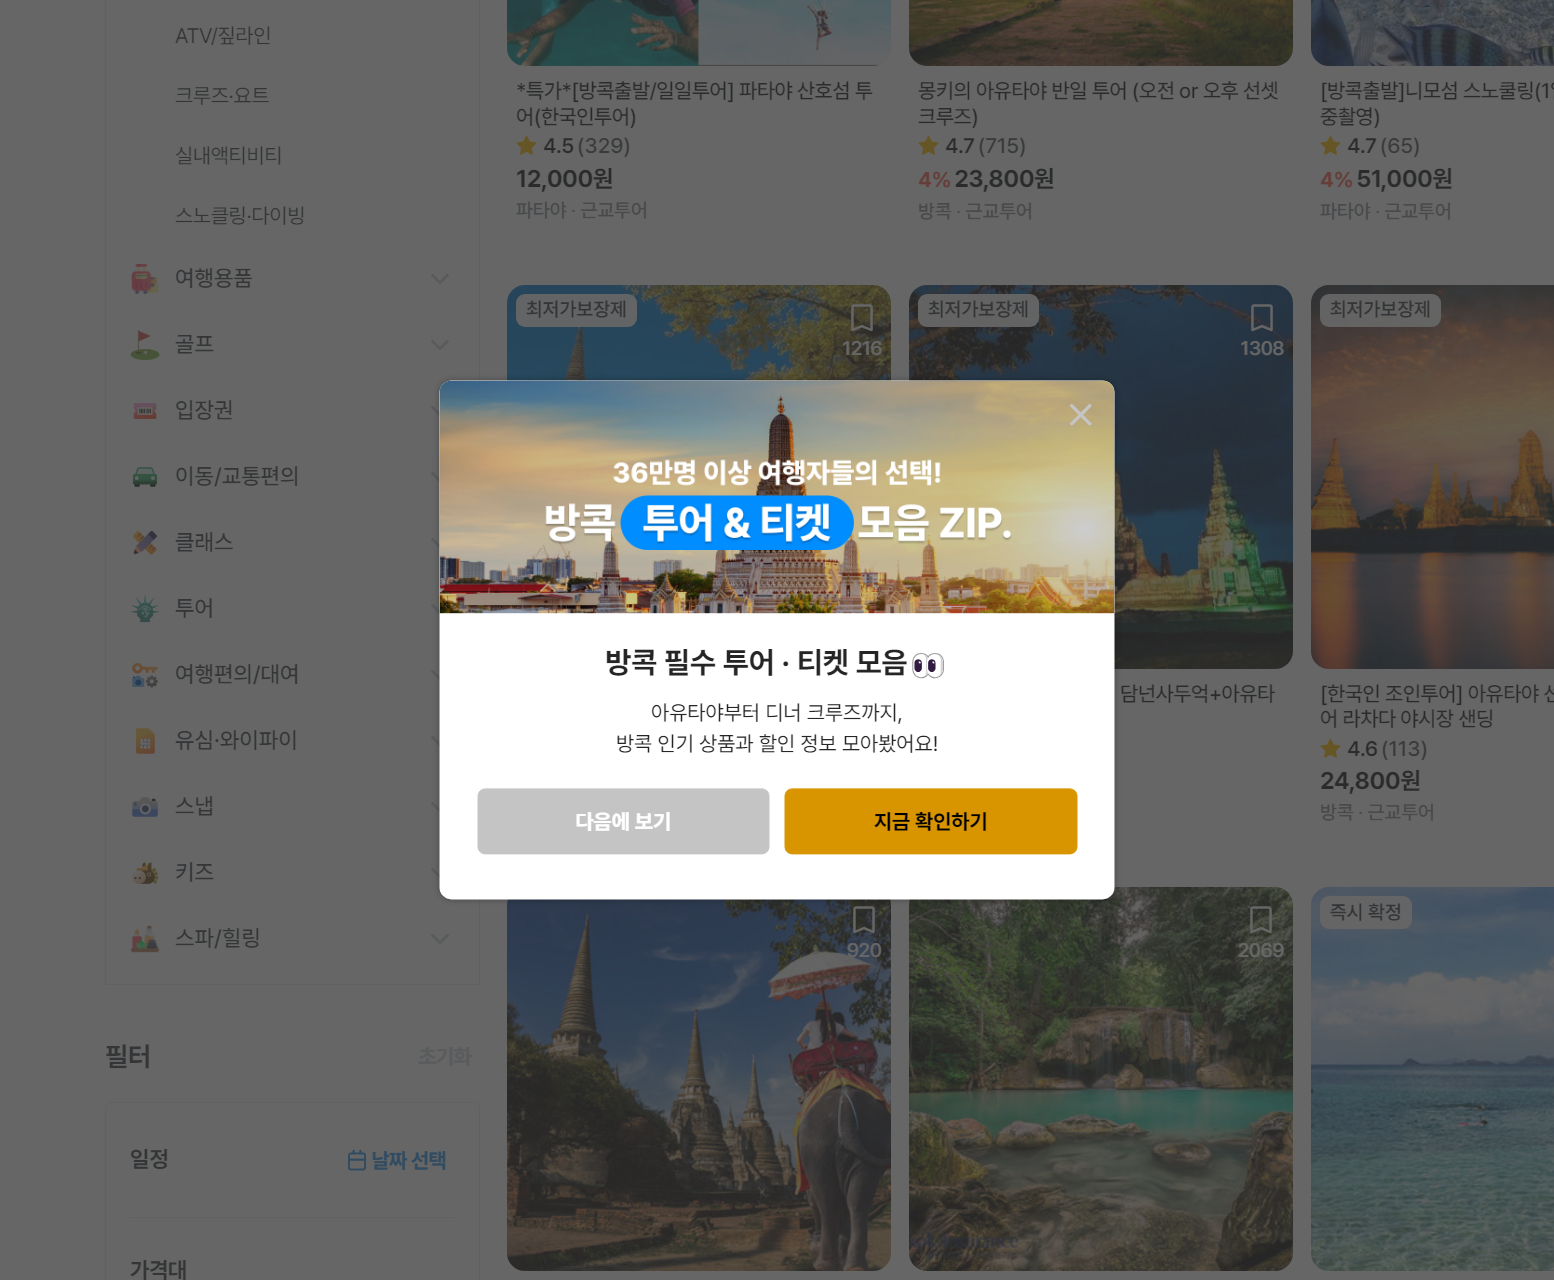 ATV/짚라인
크루즈·요트
실내액티비티
스노클링·다이빙
여행용품
골프
입장권
이동/교통편의
클래스
투어
여행편의/대여
유심·와이파이
스냅
키즈
스파/힐링
필터
초기화
일정
날짜 선택
가격대
*특가*[방콕출발/일일투어] 파타야 산호섬 투
어(한국인투어)
4.5 (329)
12,000원
파타야 · 근교투어
몽키의 아유타야 반일 투어 (오전 or 오후 선셋
크루즈)
4.7 (715)
4% 23,800원
방콕 · 근교투어
[방콕출발]니모섬 스노쿨링(1
중촬영)
4.7 (65)
4% 51,000원
파타야 · 근교투어
최저가보장제
1216
최저가보장제
1308
최저가보장제
36만명 이상 여행자들의 선택!
방콕 투어 & 티켓 모음 ZIP.
방콕 필수 투어 · 티켓 모음👀
아유타야부터 디너 크루즈까지,
방콕 인기 상품과 할인 정보 모아봤어요!
다음에 보기
지금 확인하기
담넌사두억+아유타
[한국인 조인투어] 아유타야
어 라차다 야시장 샌딩
4.6 (113)
24,800원
방콕 · 근교투어
920
2069
즉시 확정